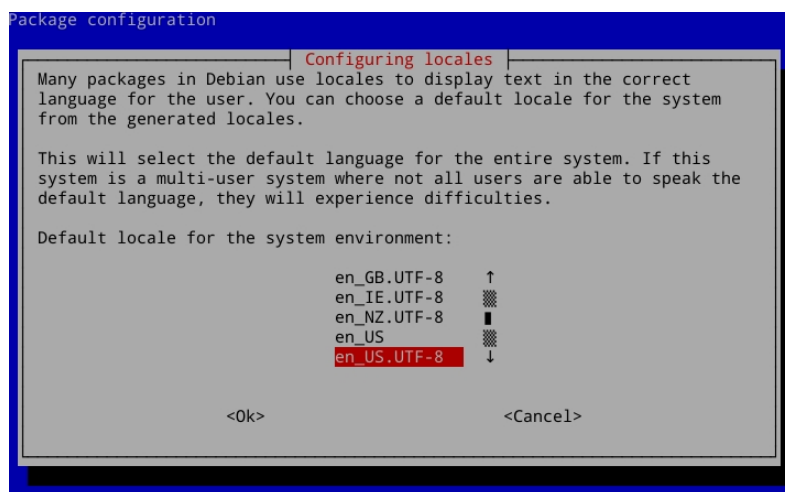 Package configuration
Configuring locales
Many packages in Debian use locales to display text in the correct
language for the user. You can choose a default locale for the system
from the generated locales.
This will select the default language for the entire system. If this
system is a multi-user system where not all users are able to speak the
default language, they will experience difficulties.
Default locale for the system environment:
en_GB.UTF-8
en_IE.UTF-8
en_NZ.UTF-8
en_US
en_US.UTF-8
<Ok> <Cancel>